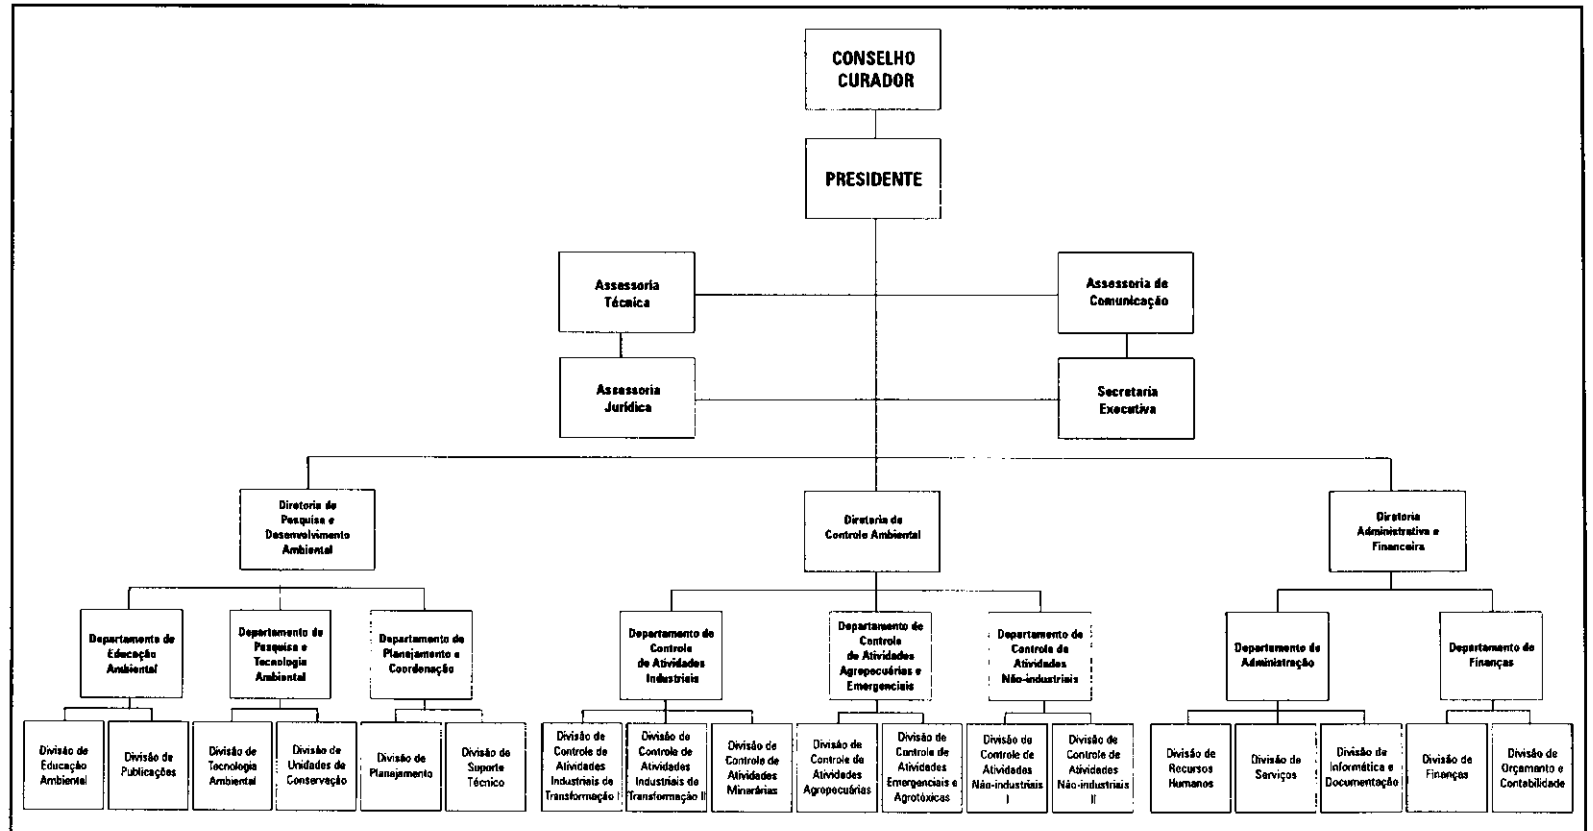 CONSELHO
CURADOR
PRESIDENTE
Assessoria
Técnica
Assessoria de
Comunicação
Assessoria
Jurídica
Secretaria
Executiva
Diretoria de
Pesquisa e
Desenvolvimento
Ambiental
Diretoria de
Controle Ambiental
Diretoria
Administrativa e
Financeira
Departamento de
Educação
Ambiental
Departamento de
Pesquisa e
Tecnologia
Ambiental
Departamento de
Planejamento e
Coordenação
Departamento de
Controle
de Atividades
Industriais
Departamento de
Controle
de Atividades
Agropecuárias e
Emergenciais
Departamento de
Controle de
Atividades
Não-industriais
Departamento
de Administração
Departamento de
Finanças
Divisão de
Educação
Ambiental
Divisão de
Publicações
Divisão de
Tecnologia
Ambiental
Divisão de
Unidades de
Conservação
Divisão de
Planejamento
Divisão de
Suporte
Técnico
Divisão de
Controle de
Atividades
Industriais de
Transformação I
Divisão de
Controle de
Atividades
Industriais de
Transformação II
Divisão de
Controle de
Atividades
Minerárias
Divisão de
Controle de
Atividades
Agropecuárias
Divisão de
Controle de
Atividades
Emergenciais e
Agrotóxicas
Divisão de
Controle de
Atividades
Não-industriais
I
Divisão de
Controle de
Atividades
Não-industriais
II
Divisão de
Recursos
Humanos
Divisão de
Serviços
Divisão de
Informática e
Documentação
Divisão de
Finanças
Divisão de
Orçamento e
Contabilidade